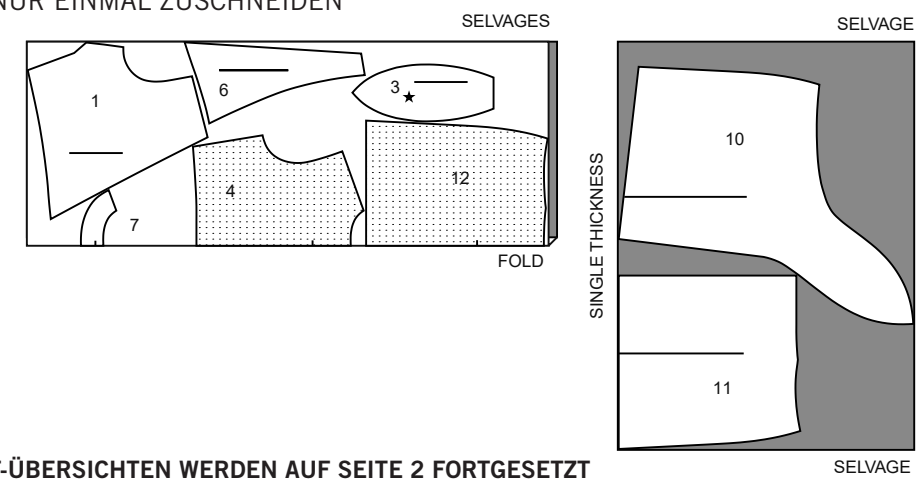 NUR EINMAL ZUSCHNEIDEN
SELVAGES
1
6
3
4
12
7
FOLD
SELVAGE
SINGLE THICKNESS
10
11
SELVAGE
-ÜBERSICHTEN WERDEN AUF SEITE 2 FORTGESETZT